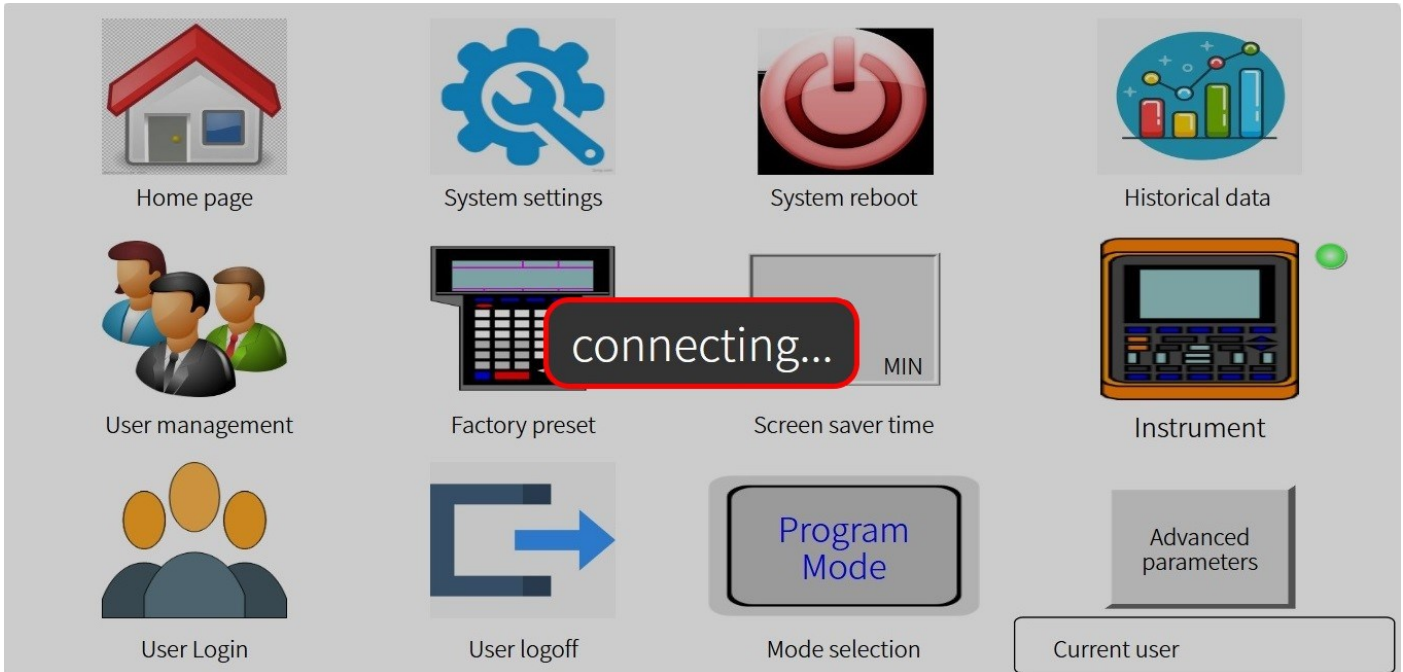 Home page
System settings
System reboot
Historical data
connecting...
MIN
User management
Factory preset
Screen saver time
Instrument
Program
Mode
Advanced
parameters
User Login
User logoff
Mode selection
Current user